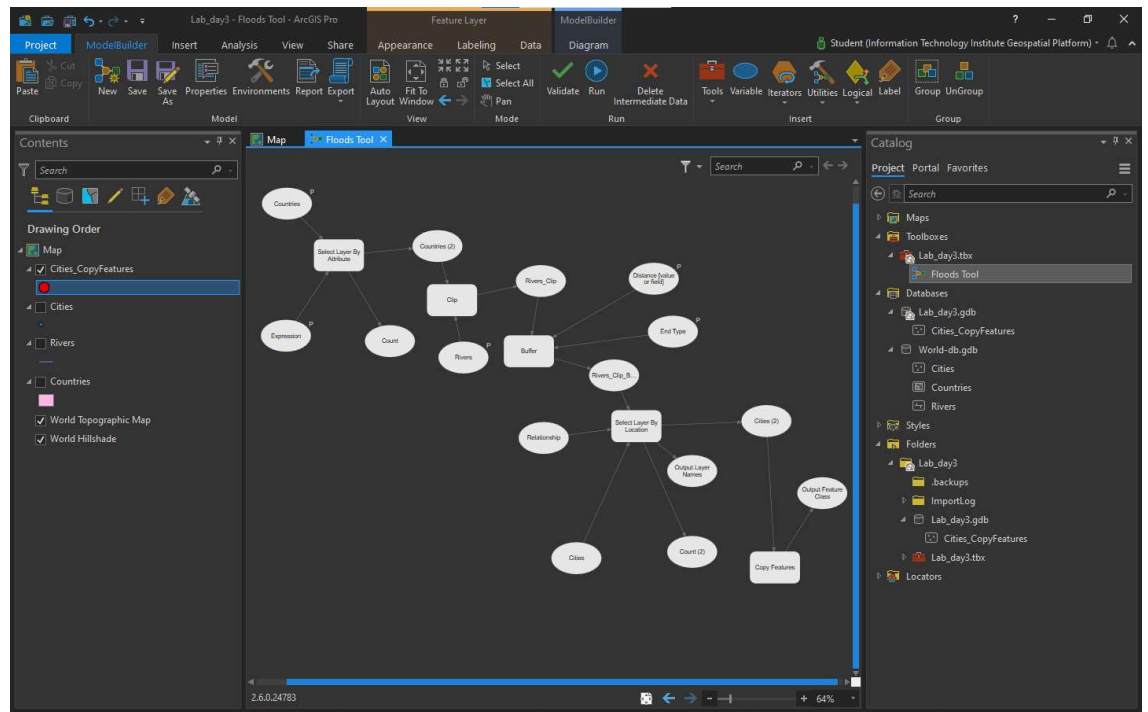 Lab_day3 - Floods Tool - ArcGIS Pro
Feature Layer
ModelBuilder
?
Project
ModelBuilder
Insert
Analysis
View
Share
Appearance
Labeling
Data
Diagram
Student (Information Technology Institute Geospatial Platform)
Paste
Cut
Copy
New
Save
Save As
Properties
Environments
Report
Export
Auto Layout
Fit To Window
Select
Select All
Pan
Validate
Run
Delete Intermediate Data
Tools
Variable
Iterators
Utilities
Logical
Label
Group
UnGroup
Clipboard
Model
View
Mode
Run
Insert
Group
Contents
Search
Drawing Order
Map
Cities_CopyFeatures
Cities
Rivers
Countries
World Topographic Map
World Hillshade
Map
Floods Tool
Search
Countries
P
Select Layer By
Attribute
Countries (2)
Expression
P
Count
Clip
Rivers
P
Rivers_Clip
Distance [value
or field]
P
End Type
P
Buffer
Rivers_Clip_B...
Select Layer By
Location
Relationship
Cities (2)
Output Layer
Names
Output Feature
Class
Cities
Count (2)
Copy Features
2.6.0.24783
64%
Catalog
Project Portal Favorites
Search
Maps
Toolboxes
Lab_day3.tbx
Floods Tool
Databases
Lab_day3.gdb
Cities_CopyFeatures
World-db.gdb
Cities
Countries
Rivers
Styles
Folders
Lab_day3
.backups
ImportLog
Lab_day3.gdb
Cities_CopyFeatures
Lab_day3.tbx
Locators